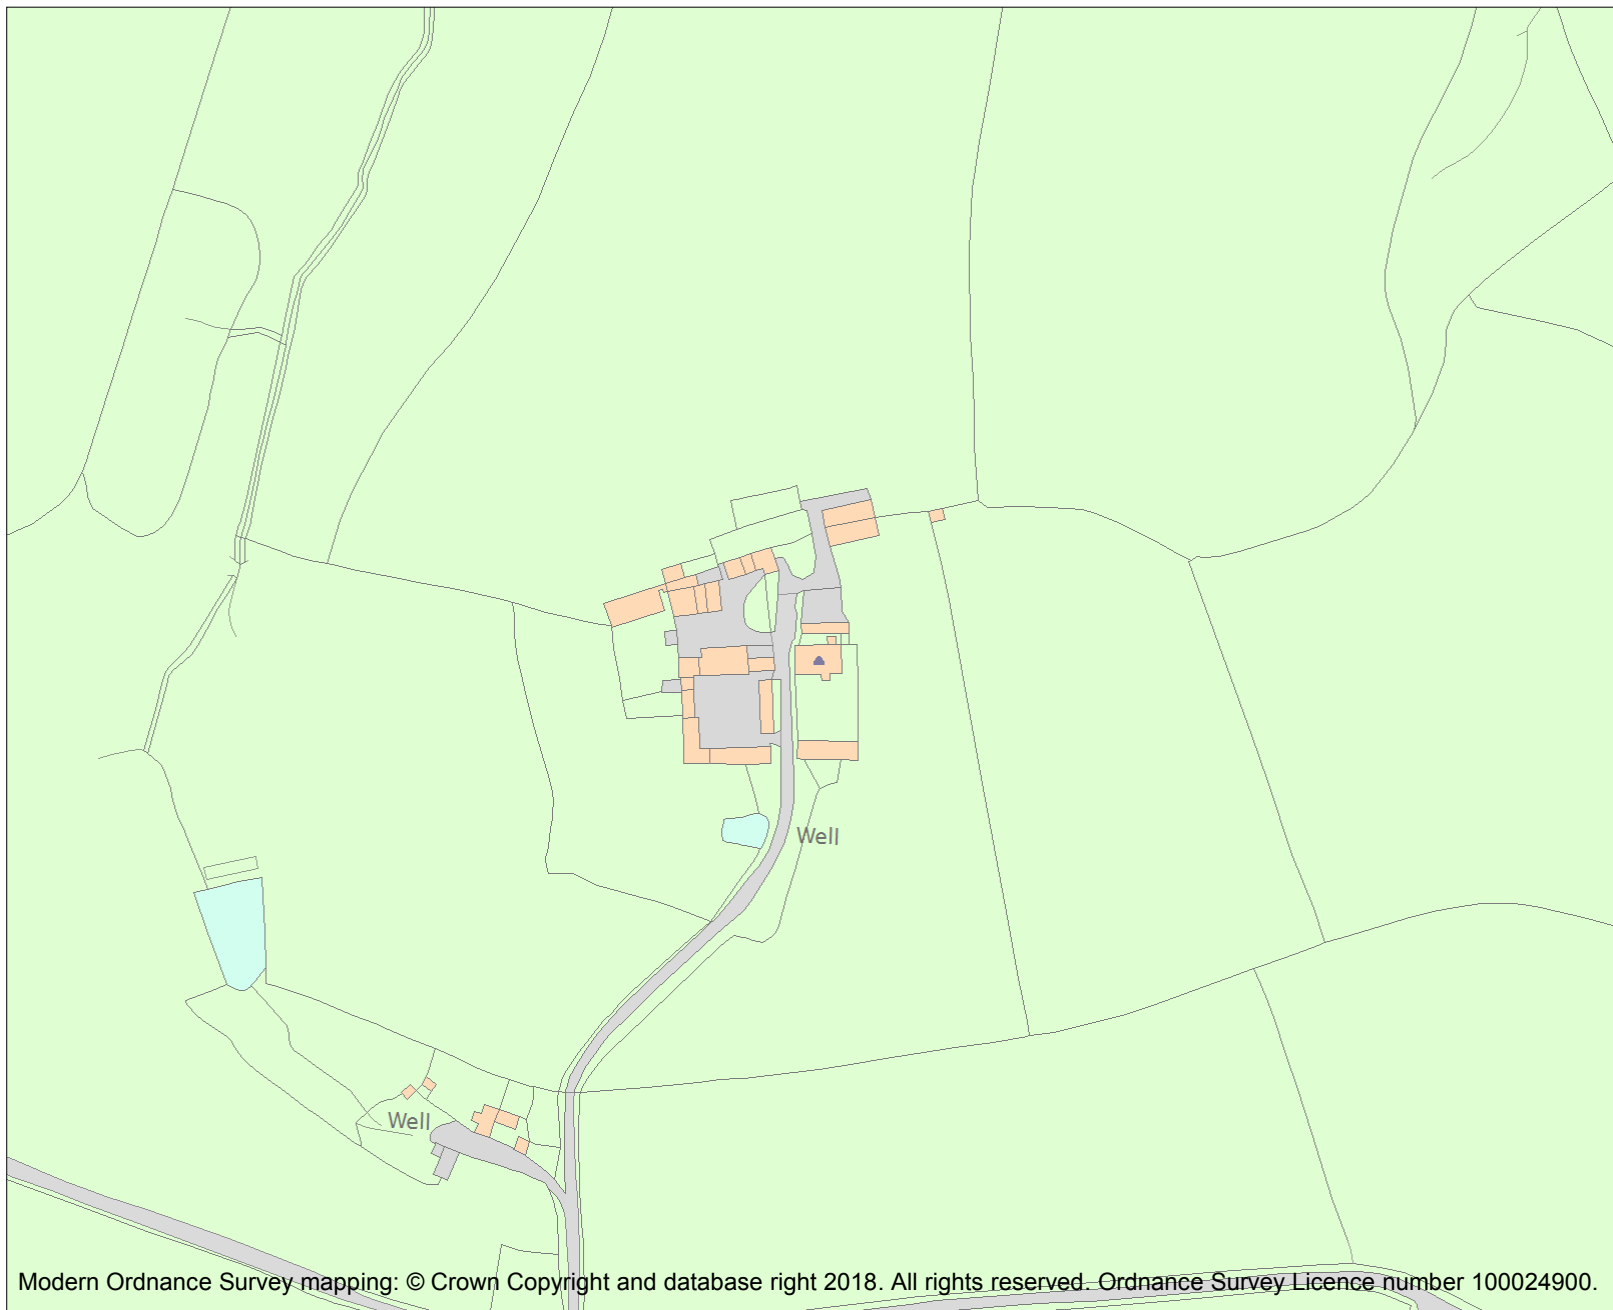 Well
Well
Modern Ordnance Survey mapping: © Crown Copyright and database right 2018. All rights reserved. Ordnance Survey Licence number 100024900.